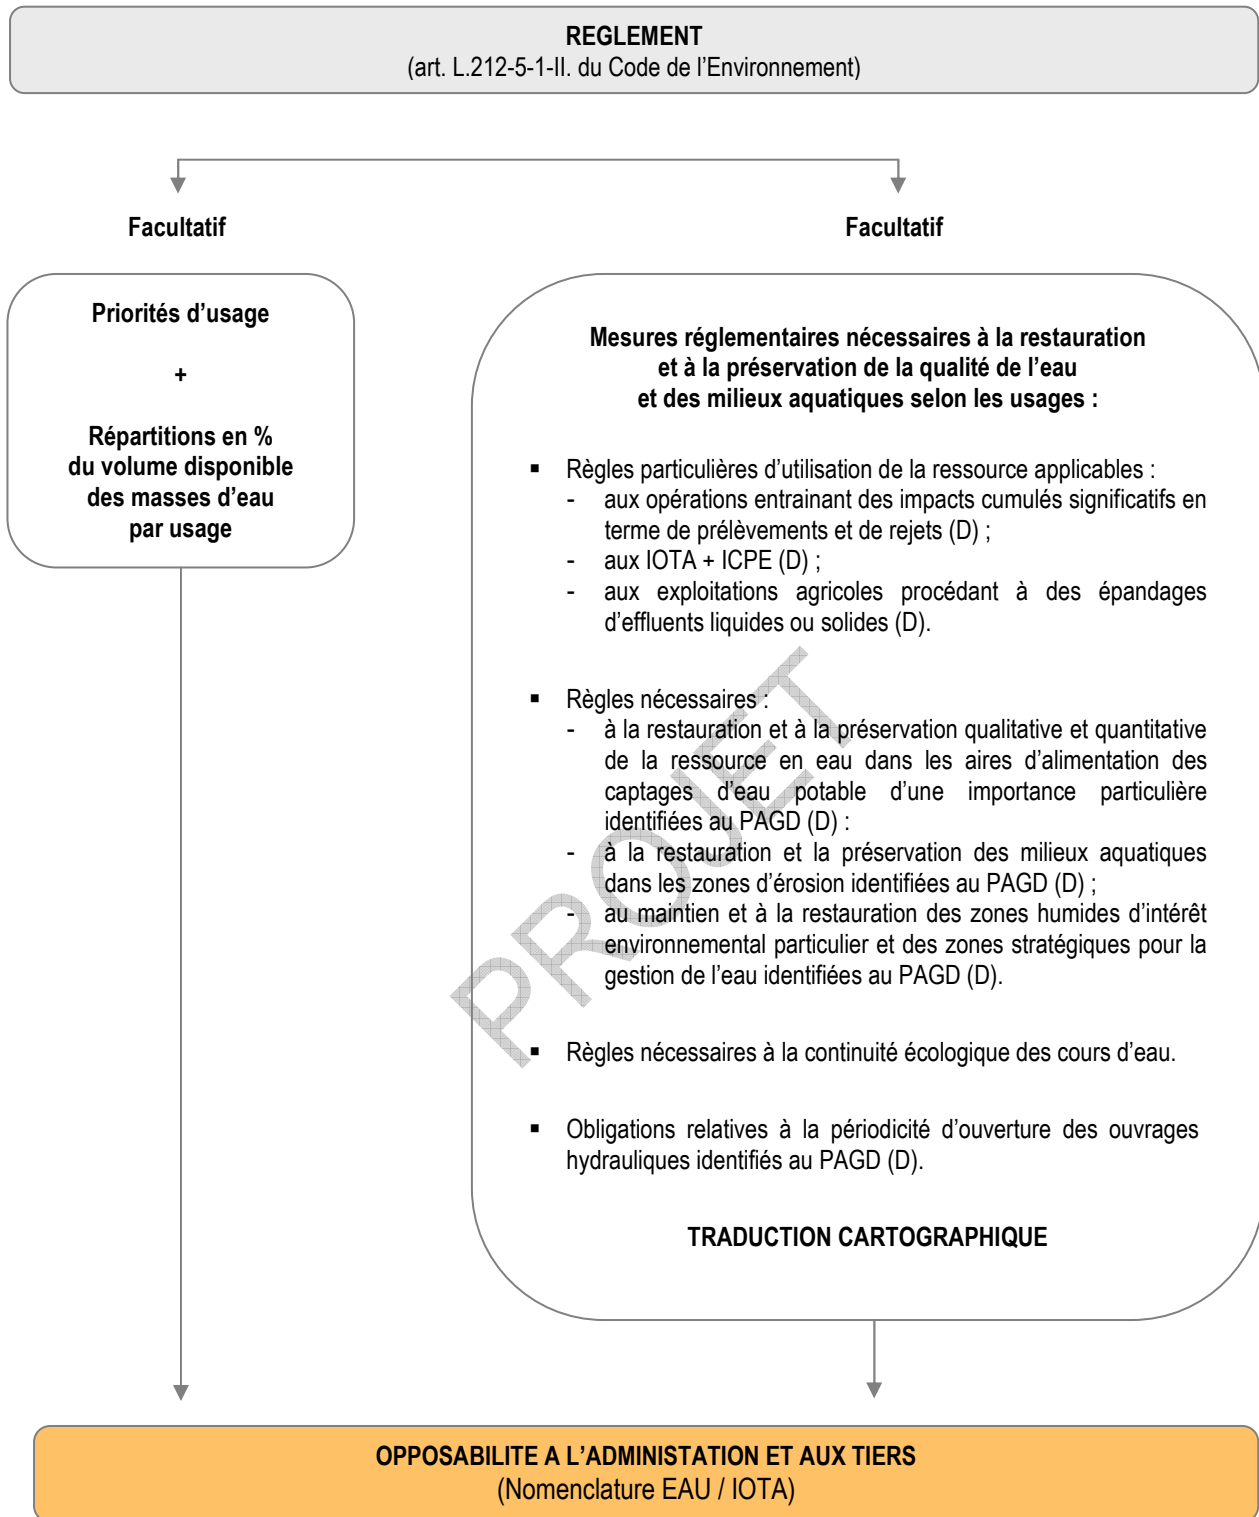 REGLEMENT
(art. L.212-5-1-II. du Code de l’Environnement)
Facultatif
Facultatif
Priorités d’usage
+
Répartitions en %
du volume disponible
des masses d’eau
par usage
Mesures réglementaires nécessaires à la restauration
et à la préservation de la qualité de l’eau
et des milieux aquatiques selon les usages :
▪ Règles particulières d’utilisation de la ressource applicables :
- aux opérations entrainant des impacts cumulés significatifs en
terme de prélèvements et de rejets (D) ;
- aux IOTA + ICPE (D) ;
- aux exploitations agricoles procédant à des épandages
d’effluents liquides ou solides (D).
▪ Règles nécessaires :
- à la restauration et à la préservation qualitative et quantitative
de la ressource en eau dans les aires d’alimentation des
captages d’eau potable d’une importance particulière
identifiées au PAGD (D) :
- à la restauration et la préservation des milieux aquatiques
dans les zones d’érosion identifiées au PAGD (D) ;
- au maintien et à la restauration des zones humides d’intérêt
environnemental particulier et des zones stratégiques pour la
gestion de l’eau identifiées au PAGD (D).
▪ Règles nécessaires à la continuité écologique des cours d’eau.
▪ Obligations relatives à la périodicité d’ouverture des ouvrages
hydrauliques identifiés au PAGD (D).
TRADUCTION CARTOGRAPHIQUE
PROJET
OPPOSABILITE A L’ADMINISTATION ET AUX TIERS
(Nomenclature EAU / IOTA)